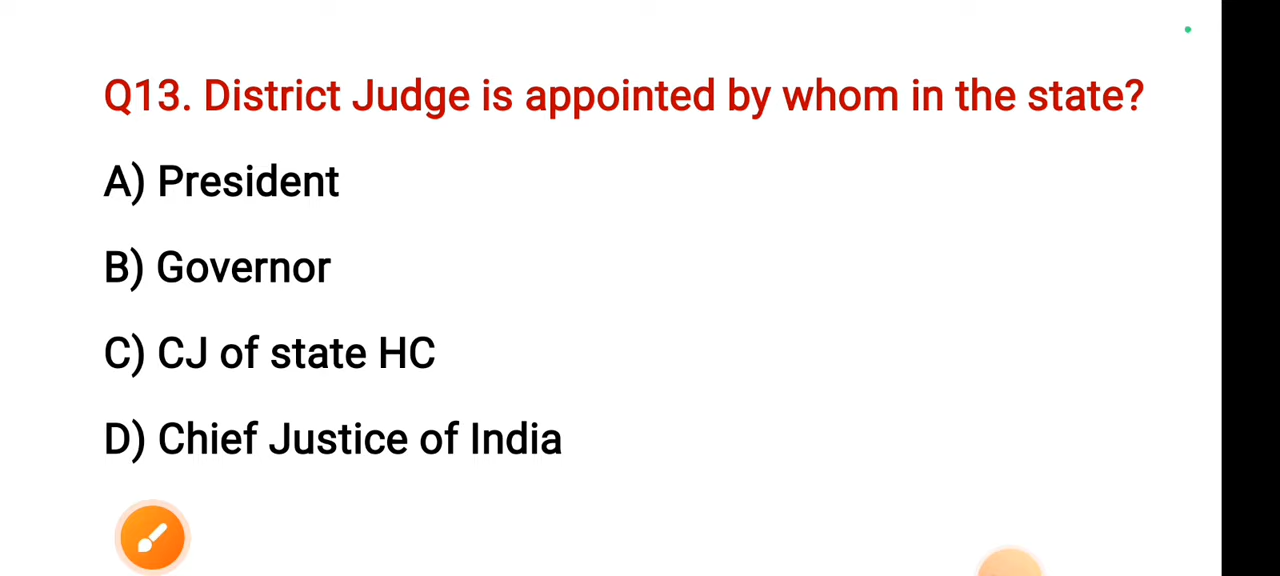 Q13. District Judge is appointed by whom in the state?
A) President
B) Governor
C) CJ of state HC
D) Chief Justice of India